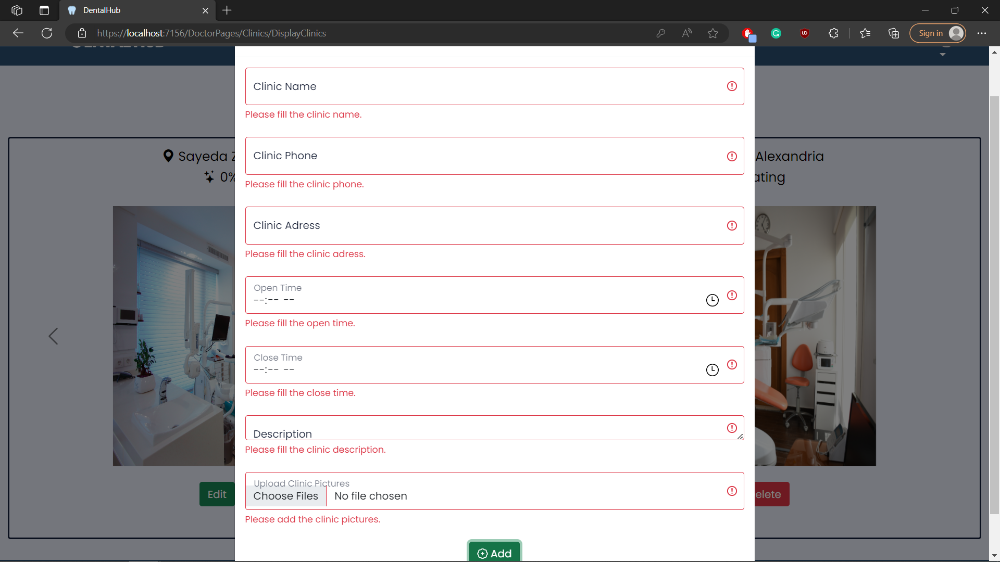 DentalHub
https://localhost:7156/DoctorPages/Clinics/DisplayClinics
Sign in
Clinic Name
Please fill the clinic name.
Clinic Phone
Please fill the clinic phone.
Sayeda
Alexandria
0%
Clinic Adress
Please fill the clinic adress.
Open Time
--:-- --
Please fill the open time.
Close Time
--:-- --
Please fill the close time.
Description
Please fill the clinic description.
Upload Clinic Pictures
Choose Files No file chosen
Edit
Please add the clinic pictures.
Add